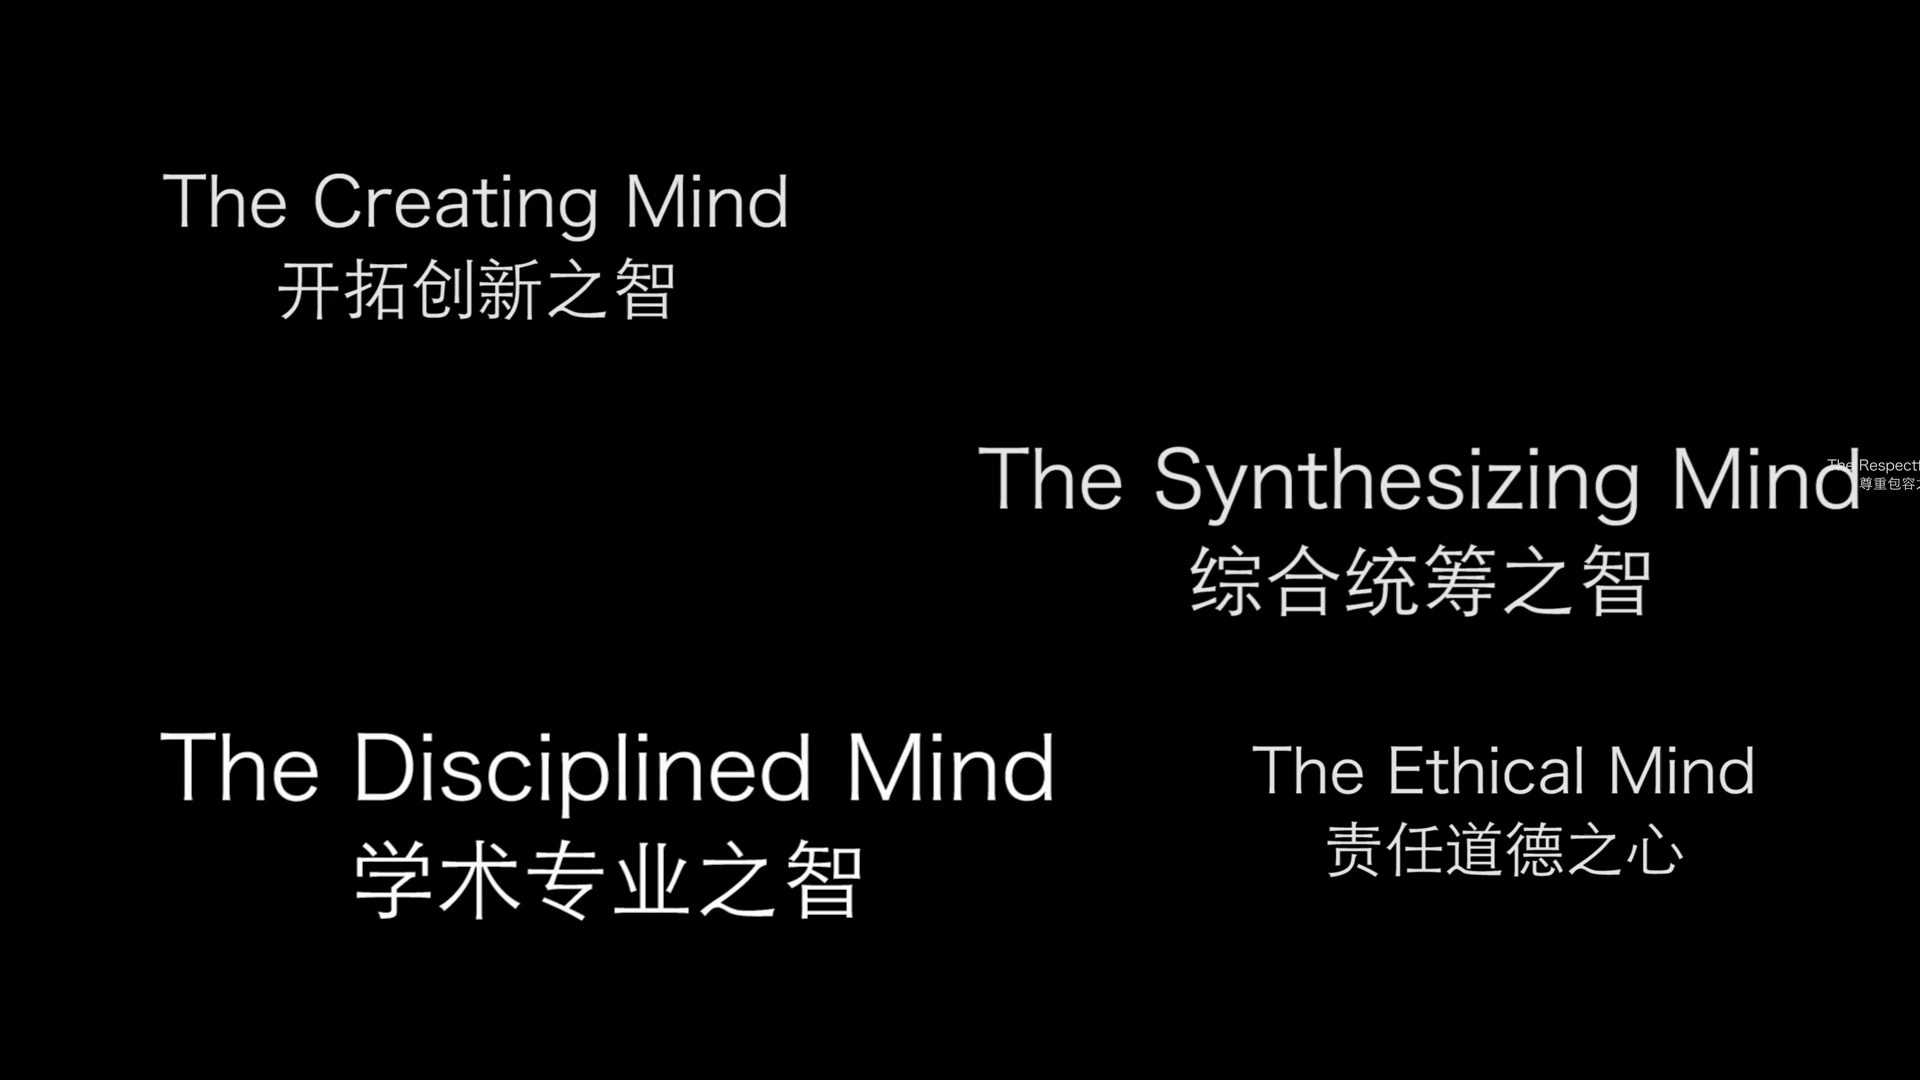 The Creating Mind
开拓创新之智
The Synthesizing Mind
综合统筹之智
The
尊重包容
The Disciplined Mind
学术专业之智
The Ethical Mind
责任道德之心